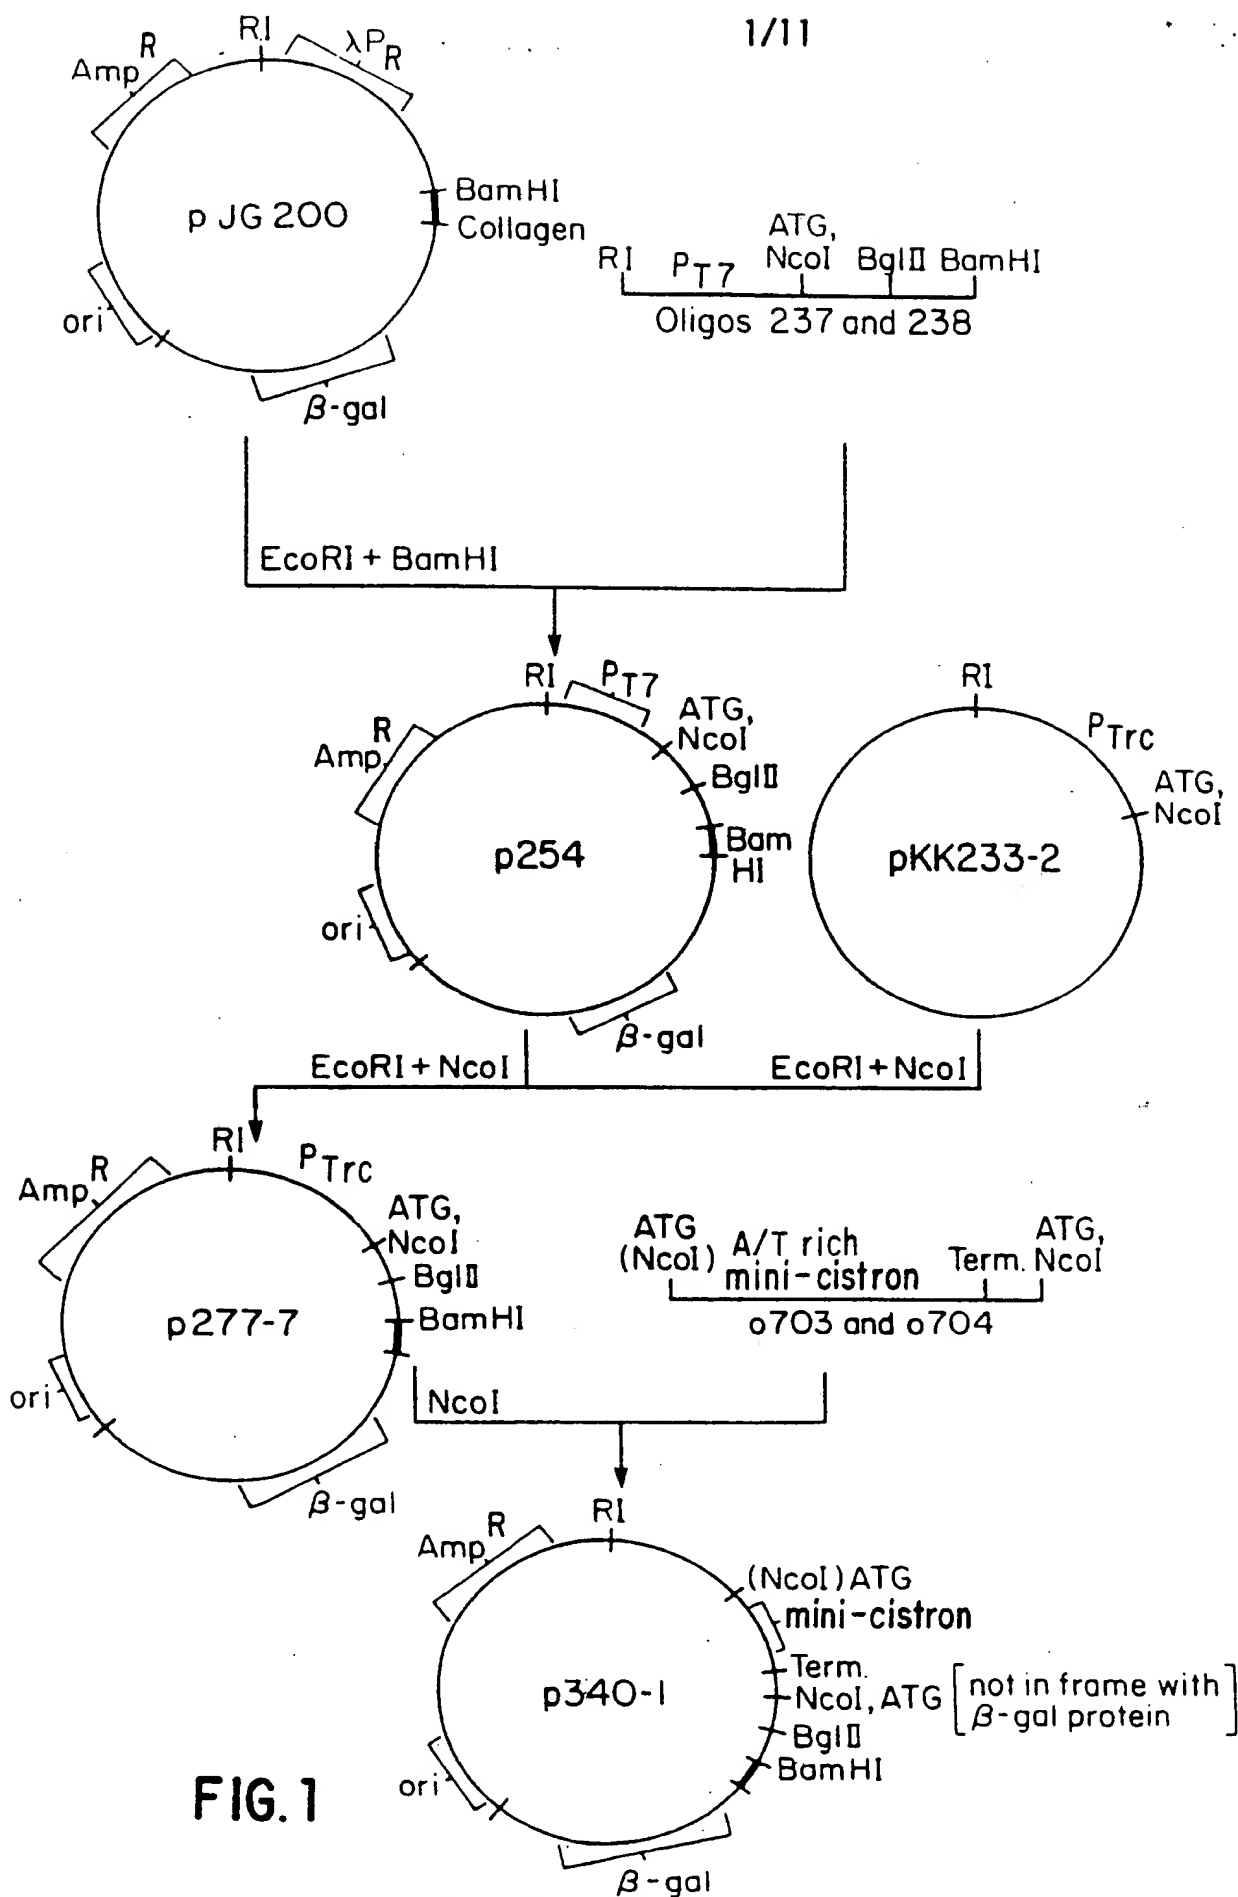 1/11
RI
λPR
AmpR
pJG200
BamHI
Collagen
ori
β-gal
RI
PT7
ATG,
NcoI
BglII
BamHI
Oligos 237 and 238
EcoRI + BamHI
RI
PT7
ATG,
NcoI
BglII
Bam
HI
AmpR
p254
ori
β-gal
RI
PTrc
ATG,
NcoI
pKK233-2
EcoRI + NcoI
EcoRI + NcoI
RI
PTrc
AmpR
ATG,
NcoI
BglII
BamHI
p277-7
ori
β-gal
ATG
(NcoI)
A/T rich
mini-cistron
Term.
ATG,
NcoI
o703 and o704
NcoI
RI
AmpR
(NcoI) ATG
mini-cistron
Term.
NcoI, ATG [not in frame with
β-gal protein]
BglII
BamHI
p340-1
ori
β-gal
FIG. 1